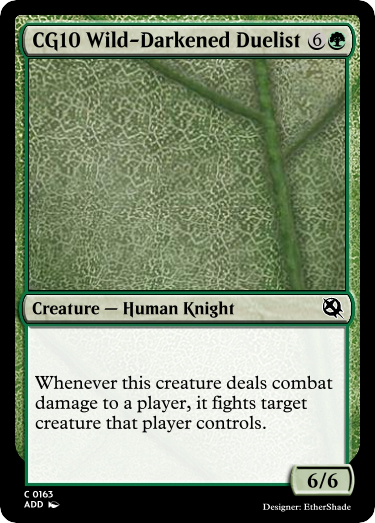 CG10 Wild-Darkened Duelist 6
Creature — Human Knight
Whenever this creature deals combat
damage to a player, it fights target
creature that player controls.
6/6
C 0163
ADD
Designer: EtherShade